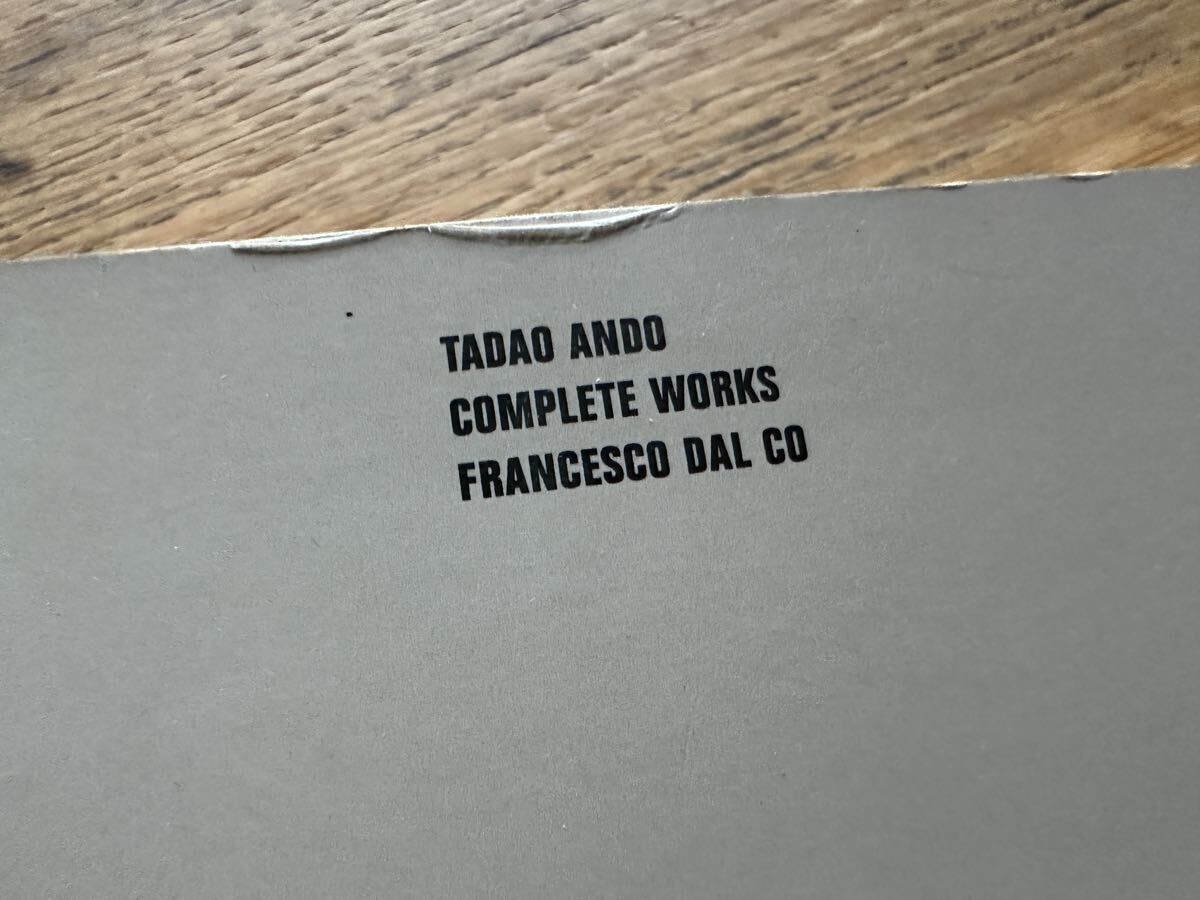 TADAO ANDO
COMPLETE WORKS
FRANCESCO DAL CO